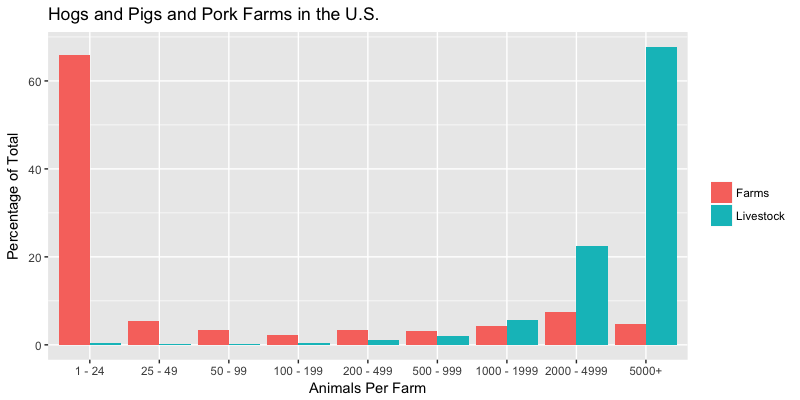 Hogs and Pigs and Pork Farms in the U.S.
Percentage of Total
60
40
20
0
1 - 24 25 - 49 50 - 99 100 - 199 200 - 499 500 - 999 1000 - 1999 2000 - 4999 5000+
Animals Per Farm
Farms
Livestock